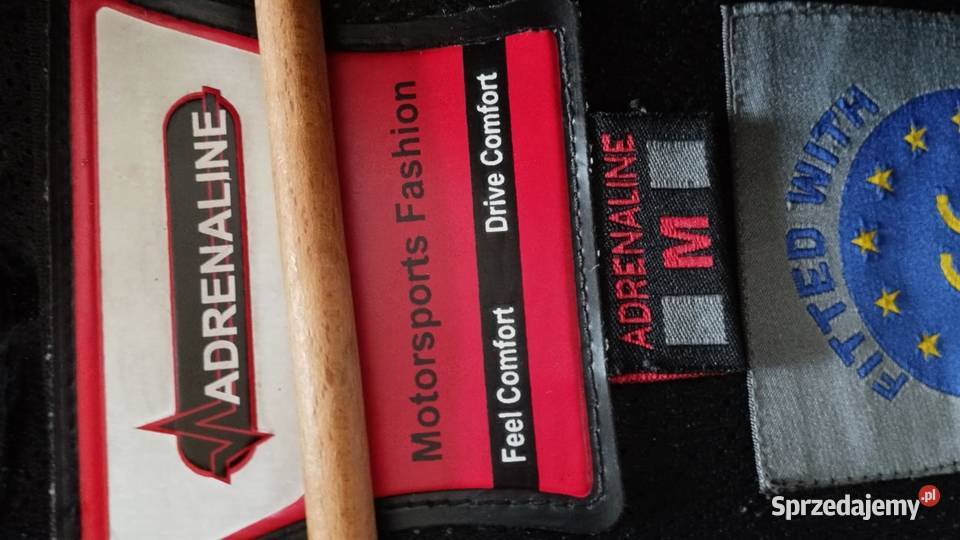 ADRENALINE
Motorsports Fashion
Feel Comfort Drive Comfort
ADRENALINE
M
FITTED WITH
Sprzedajemy.pl